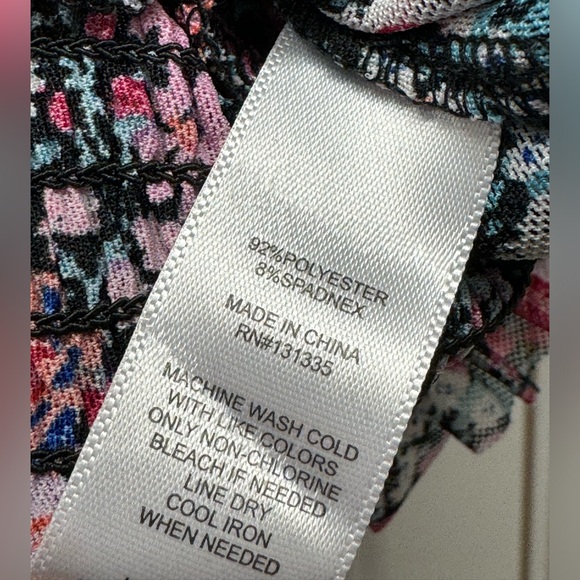 92%POLYESTER
8%SPADNEX
MADE IN CHINA
RN#131335
MACHINE WASH COLD
WITH LIKE COLORS
ONLY NON-CHLORINE
BLEACH IF NEEDED
LINE DRY
COOL IRON
WHEN NEEDED